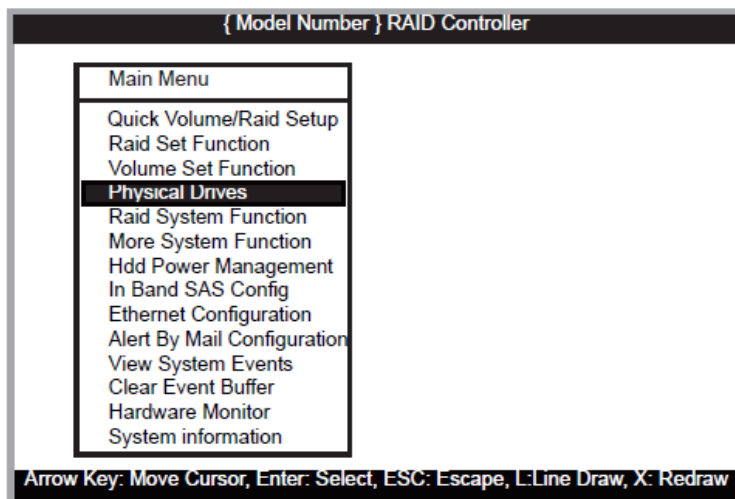 { Model Number } RAID Controller
Main Menu
Quick Volume/Raid Setup
Raid Set Function
Volume Set Function
Physical Drives
Raid System Function
More System Function
Hdd Power Management
In Band SAS Config
Ethernet Configuration
Alert By Mail Configuration
View System Events
Clear Event Buffer
Hardware Monitor
System information
Arrow Key: Move Cursor, Enter: Select, ESC: Escape, L:Line Draw, X: Redraw